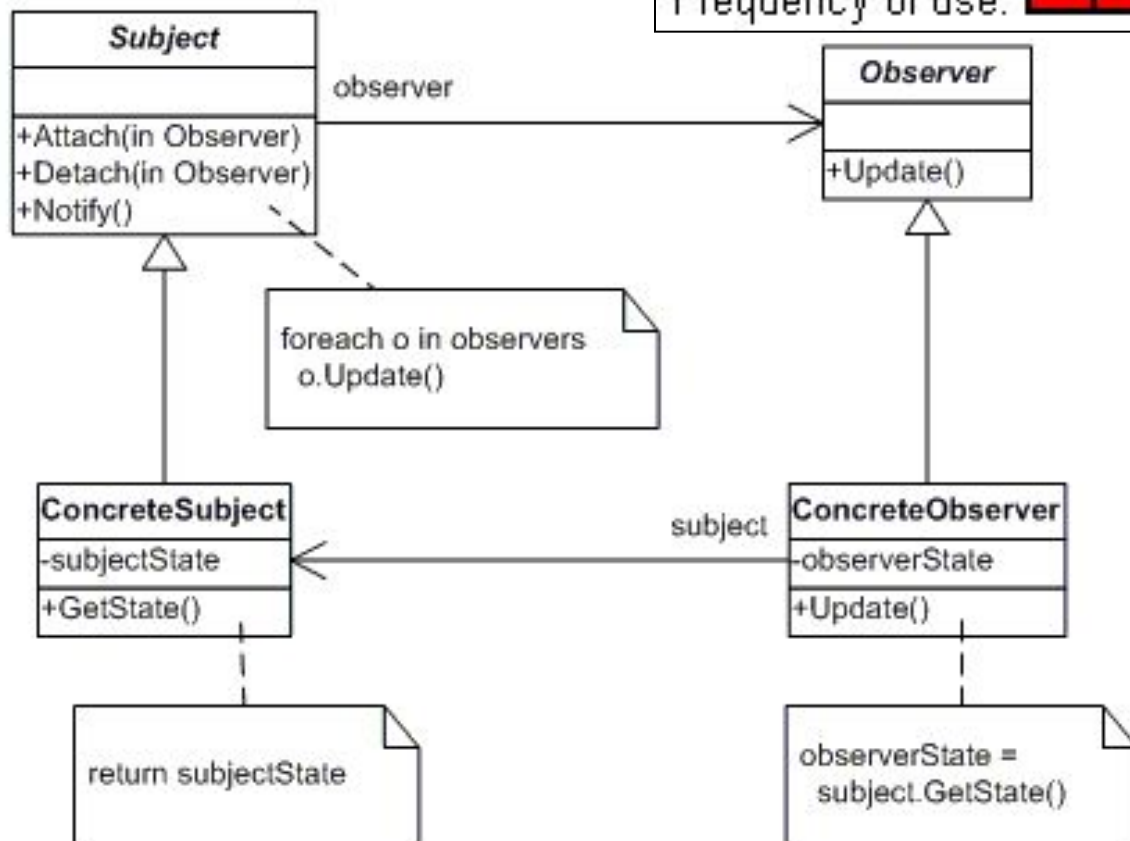 Frequency of use:
Subject
+Attach(in Observer)
+Detach(in Observer)
+Notify()
observer
Observer
+Update()
foreach o in observers
o.Update()
ConcreteSubject
-subjectState
+GetState()
subject
ConcreteObserver
-observerState
+Update()
return subjectState
observerState =
subject.GetState()